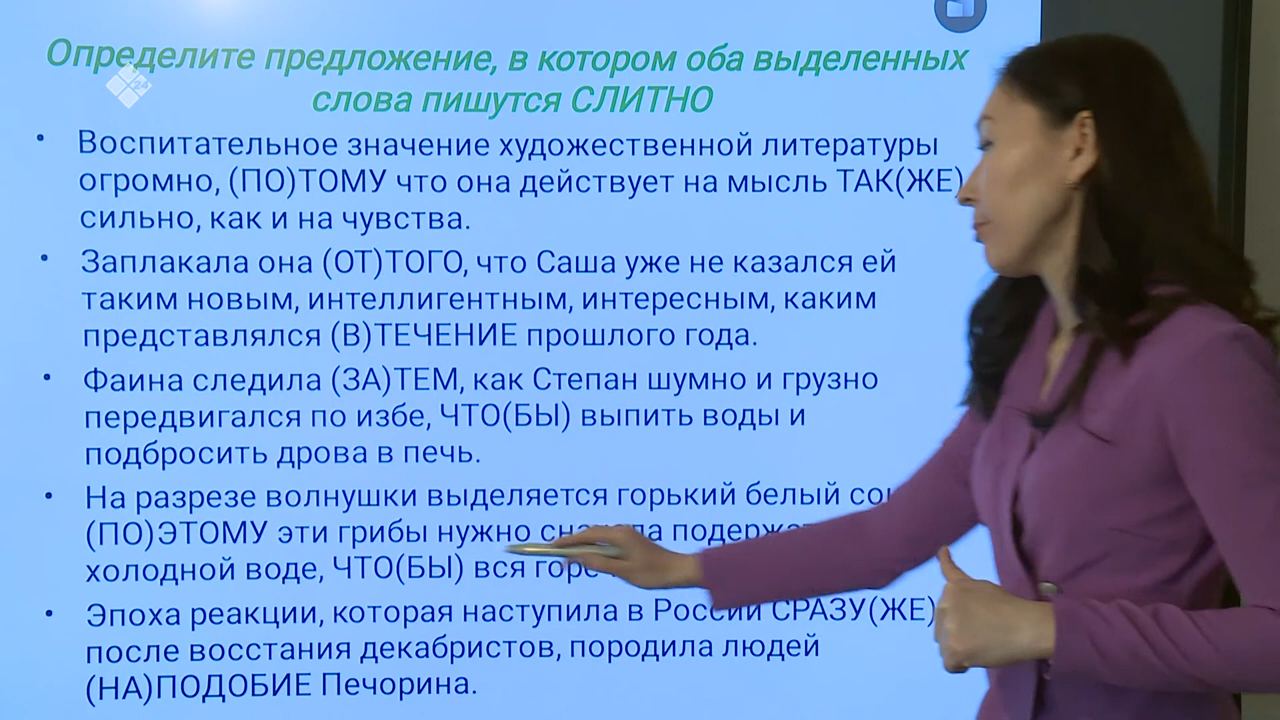 Определите предложение, в котором оба выделенных
слова пишутся СЛИТНО
• Воспитательное значение художественной литературы
огромно, (ПО)ТОМУ что она действует на мысль ТАК(ЖЕ)
сильно, как и на чувства.
• Заплакала она (ОТ)ТОГО, что Саша уже не казался ей
таким новым, интеллигентным, интересным, каким
представлялся (В)ТЕЧЕНИЕ прошлого года.
• Фаина следила (ЗА)ТЕМ, как Степан шумно и грузно
передвигался по избе, ЧТО(БЫ) выпить воды и
подбросить дрова в печь.
• На разрезе волнушки выделяется горький белый
(ПО)ЭТОМУ эти грибы нужно
холодной воде, ЧТО(БЫ) вся
• Эпоха реакции, которая наступила в России СРАЗУ(ЖЕ)
после восстания декабристов, породила людей
(НА)ПОДОБИЕ Печорина.
24